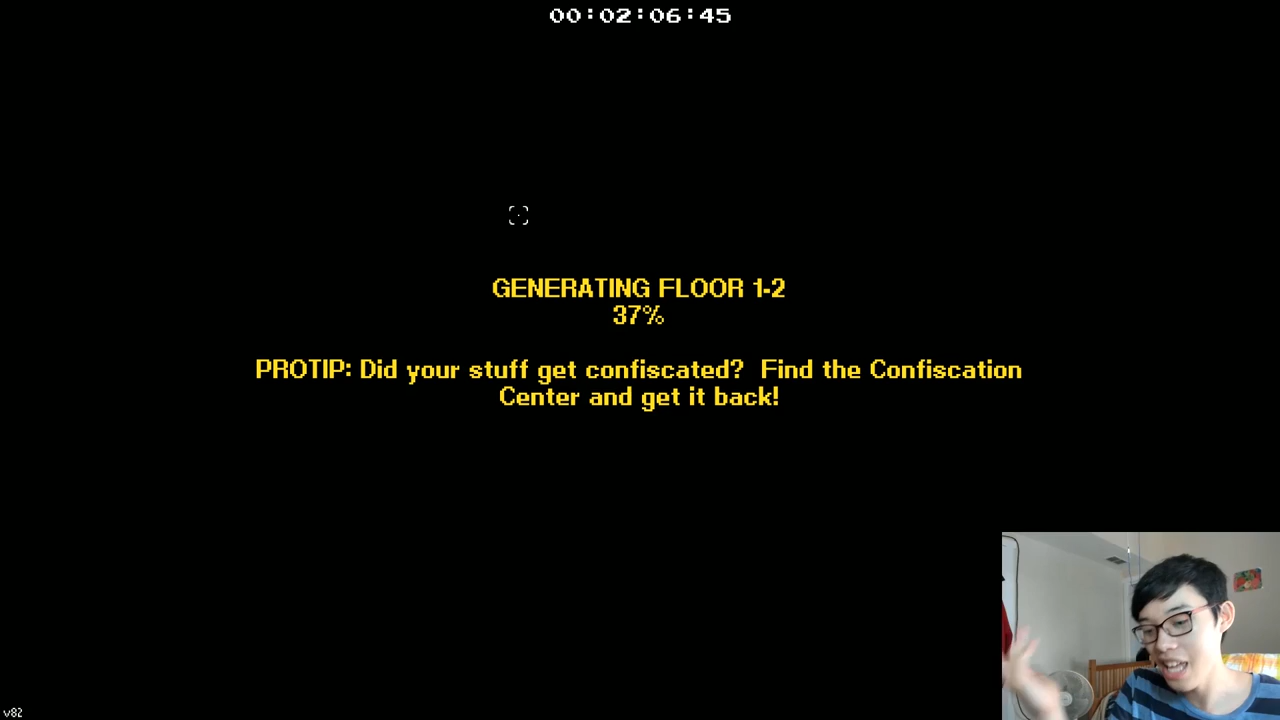 00:02:06:45
GENERATING FLOOR 1-2
37%
PROTIP: Did your stuff get confiscated?  Find the Confiscation
Center and get it back!
v82